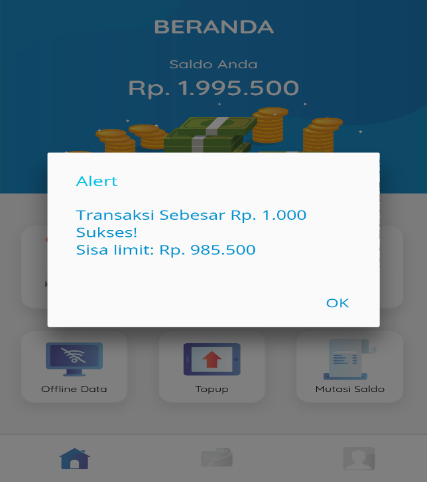 BERANDA
Saldo Anda
Rp. 1.995.500
Alert
Transaksi Sebesar Rp. 1.000
Sukses!
Sisa limit: Rp. 985.500
OK
Offline Data
Topup
Mutasi Saldo